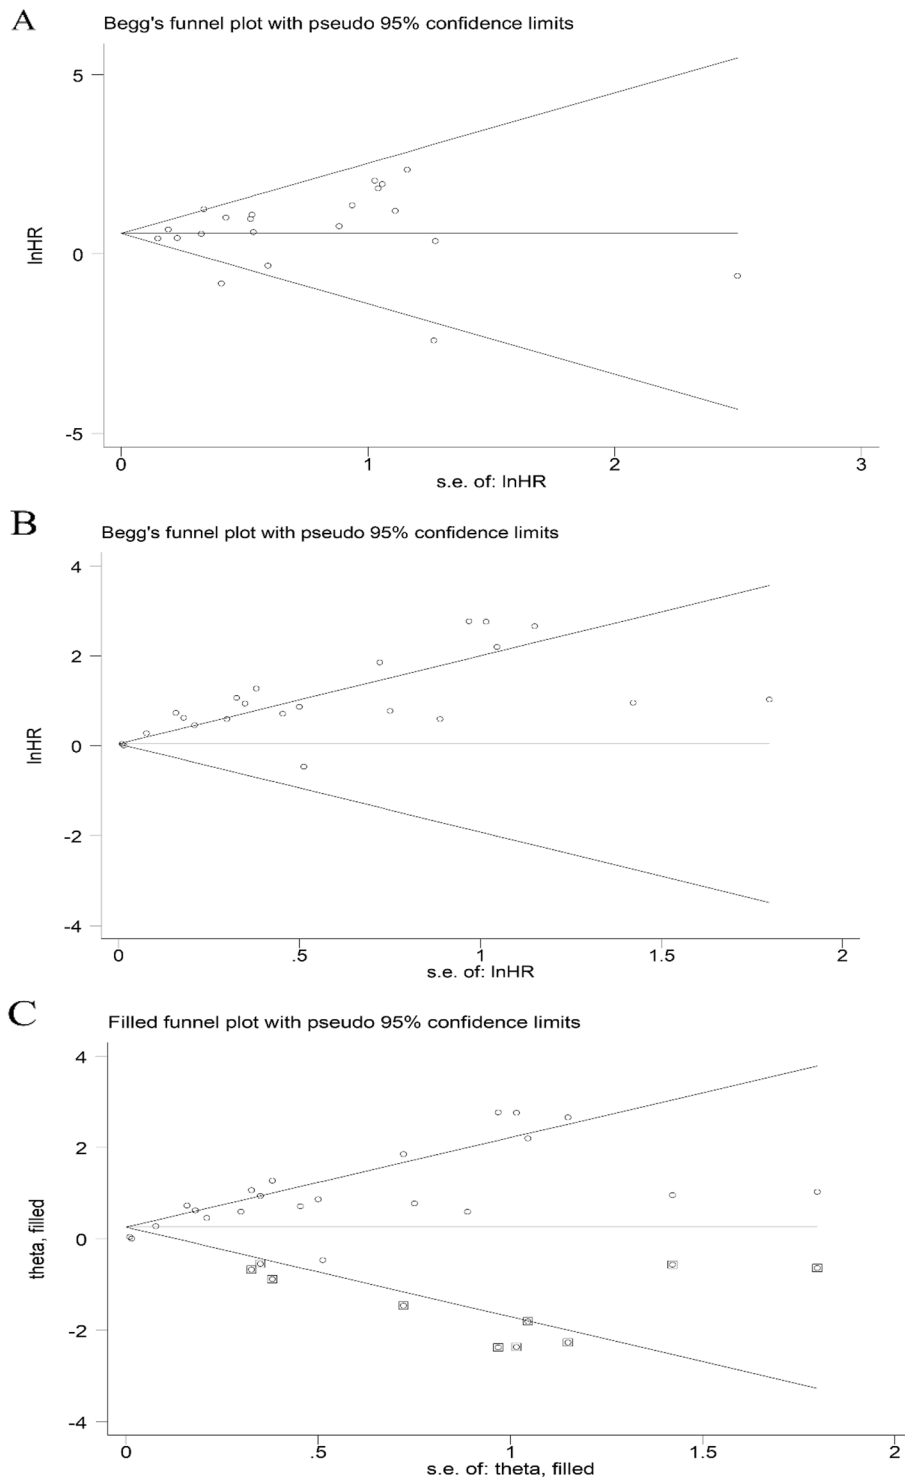 A
Begg's funnel plot with pseudo 95% confidence limits
5
0
-5
lnHR
0 1 2 3
s.e. of: lnHR
B
Begg's funnel plot with pseudo 95% confidence limits
4
2
0
-2
-4
lnHR
0 .5 1 1.5 2
s.e. of: lnHR
C
Filled funnel plot with pseudo 95% confidence limits
4
2
0
-2
-4
theta, filled
0 .5 1 1.5 2
s.e. of: theta, filled